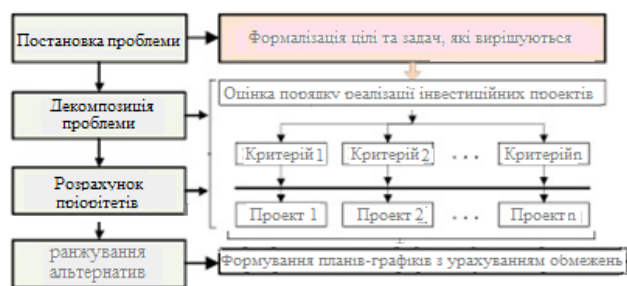 Постановка проблеми
Формалізація цілі та задач, які вирішуються
Декомпозиція
проблеми
Оцінка порядку реалізації інвестиційних проектів
Критерій 1
Критерій 2
. . .
Критерій n
Розрахунок
пріоритетів
Проект 1
Проект 2
. . .
Проект n
ранжування
альтернатив
Формування планів-графіків з урахуванням обмежень